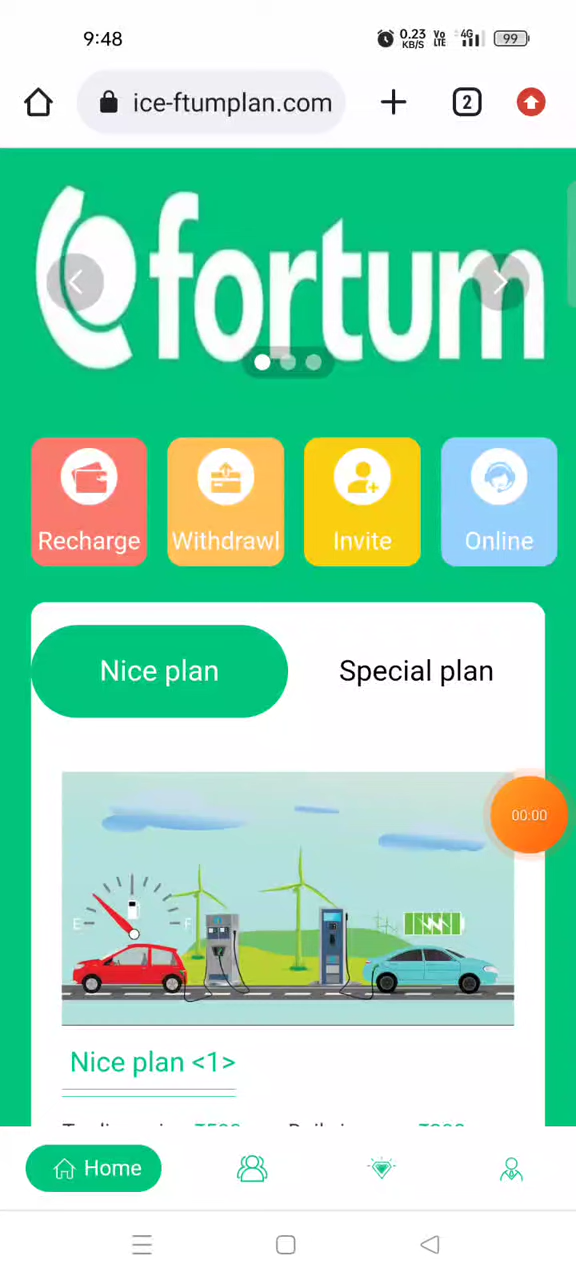 9:48
0.23
KB/S
Vo
LTE
4G
99
ice-ftumplan.com
2
fortum
Recharge
Withdrawl
Invite
Online
Nice plan
Special plan
00:00
E
F
Nice plan <1>
Home